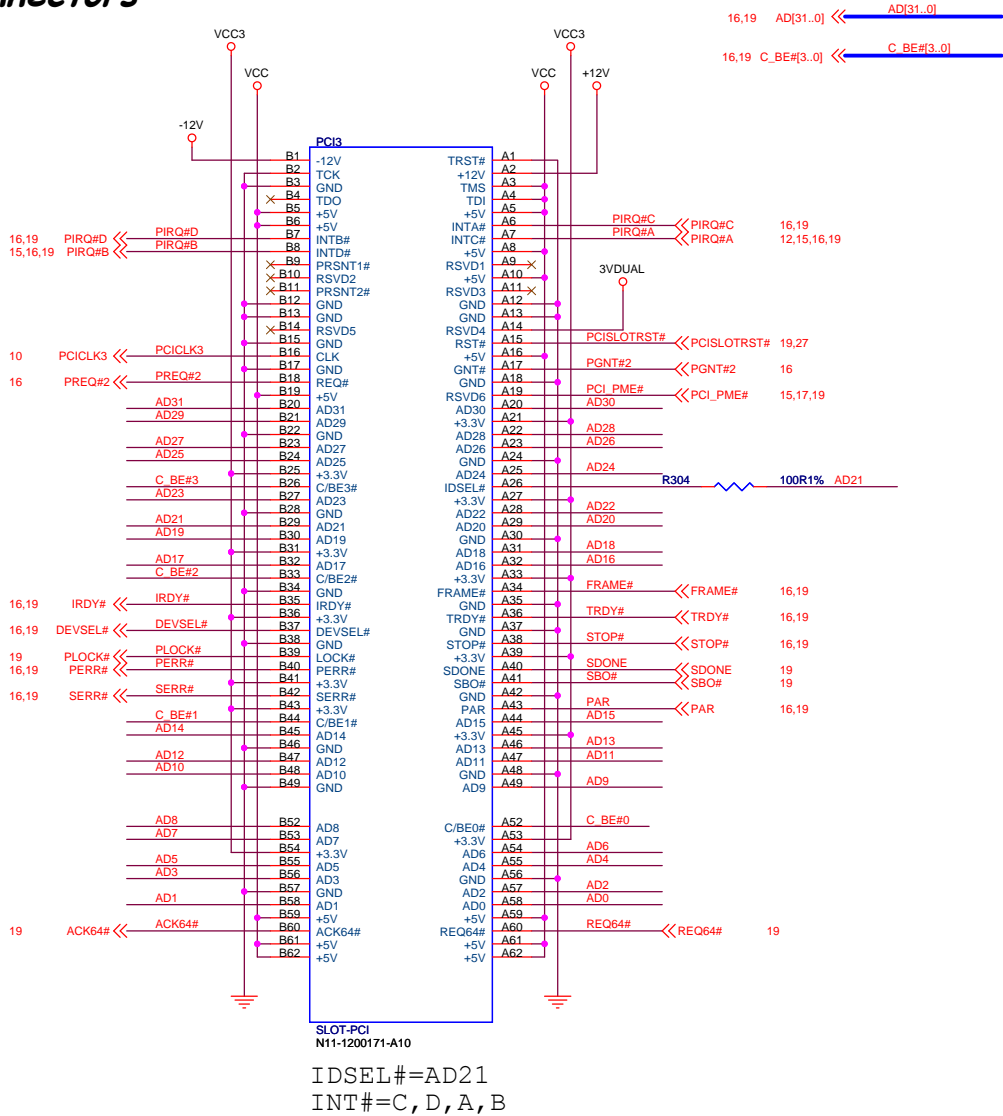 16,19 AD[31..0] AD[31..0]
16,19 C_BE#[3..0] C_BE#[3..0]
VCC3 VCC3
VCC VCC +12V
-12V
PCI3
B1 -12V TRST# A1
B2 TCK +12V A2
B3 GND TMS A3
B4 TDO TDI A4
B5 +5V +5V A5
B6 +5V INTA# A6 PIRQ#C PIRQ#C 16,19
16,19 PIRQ#D PIRQ#D B7 INTB# INTC# A7 PIRQ#A PIRQ#A 12,15,16,19
15,16,19 PIRQ#B PIRQ#B B8 INTD# +5V A8
B9 PRSNT1# RSVD1 A9
B10 RSVD2 +5V A10 3VDUAL
B11 PRSNT2# RSVD3 A11
B12 GND GND A12
B13 GND GND A13
B14 RSVD5 RSVD4 A14
B15 GND RST# A15 PCISLOTRST# PCISLOTRST# 19,27
10 PCICLK3 PCICLK3 B16 CLK +5V A16
B17 GND GNT# A17 PGNT#2 PGNT#2 16
16 PREQ#2 PREQ#2 B18 REQ# GND A18
B19 +5V RSVD6 A19 PCI_PME# PCI_PME# 15,17,19
AD31 B20 AD31 AD30 A20 AD30
AD29 B21 AD29 +3.3V A21
B22 GND AD28 A22 AD28
AD27 B23 AD27 AD26 A23 AD26
AD25 B24 AD25 GND A24
B25 +3.3V AD24 A25 AD24
C_BE#3 B26 C/BE3# IDSEL# A26 R304 100R1% AD21
AD23 B27 AD23 +3.3V A27
B28 GND AD22 A28 AD22
AD21 B29 AD21 AD20 A29 AD20
AD19 B30 AD19 GND A30
B31 +3.3V AD18 A31 AD18
AD17 B32 AD17 AD16 A32 AD16
C_BE#2 B33 C/BE2# +3.3V A33
B34 GND FRAME# A34 FRAME# FRAME# 16,19
16,19 IRDY# IRDY# B35 IRDY# GND A35
B36 +3.3V TRDY# A36 TRDY# TRDY# 16,19
16,19 DEVSEL# DEVSEL# B37 DEVSEL# GND A37
B38 GND STOP# A38 STOP# STOP# 16,19
19 PLOCK# PLOCK# B39 LOCK# +3.3V A39
16,19 PERR# PERR# B40 PERR# SDONE A40 SDONE SDONE 19
B41 +3.3V SBO# A41 SBO# SBO# 19
16,19 SERR# SERR# B42 SERR# GND A42
B43 +3.3V PAR A43 PAR PAR 16,19
C_BE#1 B44 C/BE1# AD15 A44 AD15
AD14 B45 AD14 +3.3V A45
B46 GND AD13 A46 AD13
AD12 B47 AD12 AD11 A47 AD11
AD10 B48 AD10 GND A48
B49 GND AD9 A49 AD9
AD8 B52 AD8 C/BE0# A52 C_BE#0
AD7 B53 AD7 +3.3V A53
B54 +3.3V AD6 A54 AD6
AD5 B55 AD5 AD4 A55 AD4
AD3 B56 AD3 GND A56
B57 GND AD2 A57 AD2
AD1 B58 AD1 AD0 A58 AD0
B59 +5V +5V A59
19 ACK64# ACK64# B60 ACK64# REQ64# A60 REQ64# REQ64# 19
B61 +5V +5V A61
B62 +5V +5V A62
SLOT-PCI
N11-1200171-A10
IDSEL#=AD21
INT#=C,D,A,B